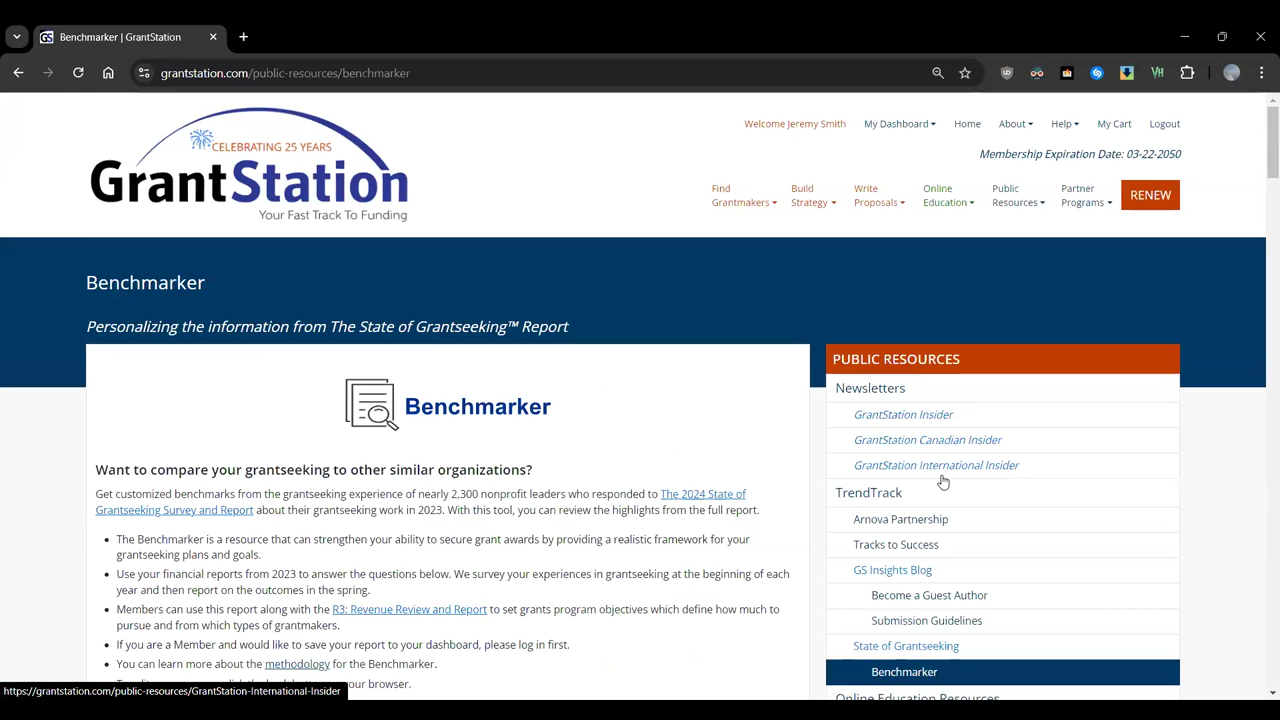 Benchmarker | GrantStation
grantstation.com/public-resources/benchmarker
CELEBRATING 25 YEARS
GrantStation
Your Fast Track To Funding
Welcome Jeremy Smith
My Dashboard
Home
About
Help
My Cart
Logout
Membership Expiration Date: 03-22-2050
Find Grantmakers
Build Strategy
Write Proposals
Online Education
Public Resources
Partner Programs
RENEW
Benchmarker
Personalizing the information from The State of Grantseeking™ Report
Benchmarker
Want to compare your grantseeking to other similar organizations?
Get customized benchmarks from the grantseeking experience of nearly 2,300 nonprofit leaders who responded to The 2024 State of
Grantseeking Survey and Report about their grantseeking work in 2023. With this tool, you can review the highlights from the full report.
The Benchmarker is a resource that can strengthen your ability to secure grant awards by providing a realistic framework for your
grantseeking plans and goals.
Use your financial reports from 2023 to answer the questions below. We survey your experiences in grantseeking at the beginning of each
year and then report on the outcomes in the spring.
Members can use this report along with the R3: Revenue Review and Report to set grants program objectives which define how much to
pursue and from which types of grantmakers.
If you are a Member and would like to save your report to your dashboard, please log in first.
You can learn more about the methodology for the Benchmarker.
your browser.
PUBLIC RESOURCES
Newsletters
GrantStation Insider
GrantStation Canadian Insider
GrantStation International Insider
TrendTrack
Arnova Partnership
Tracks to Success
GS Insights Blog
Become a Guest Author
Submission Guidelines
State of Grantseeking
Benchmarker
Online Education Resources
https://grantstation.com/public-resources/GrantStation-International-Insider